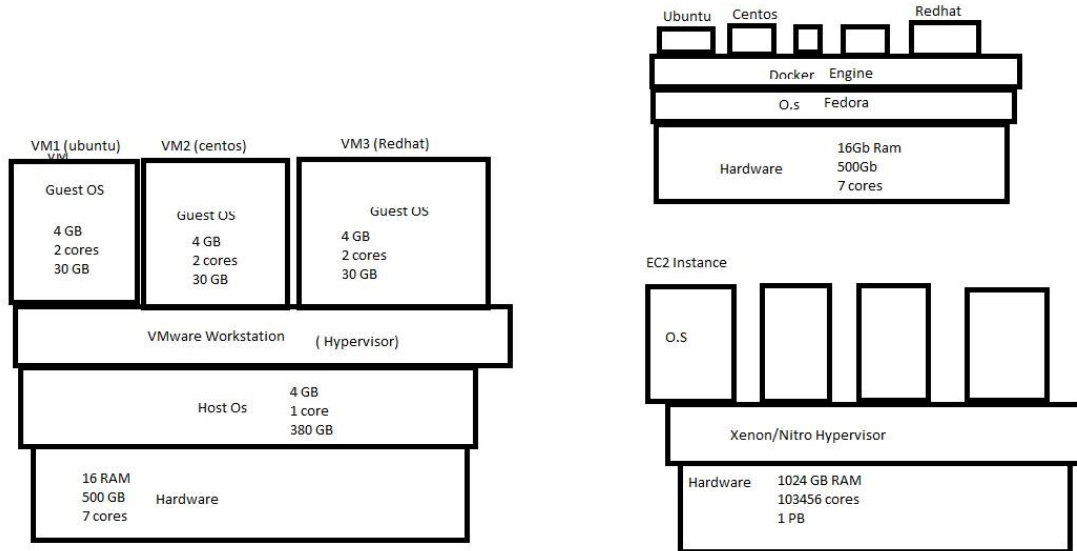 VM1 (ubuntu)
VM
Guest OS
4 GB
2 cores
30 GB
VM2 (centos)
Guest OS
4 GB
2 cores
30 GB
VM3 (Redhat)
Guest OS
4 GB
2 cores
30 GB
VMware Workstation ( Hypervisor)
Host Os
4 GB
1 core
380 GB
16 RAM
500 GB
7 cores
Hardware
Ubuntu
Centos
Redhat
Docker Engine
O.s Fedora
Hardware
16Gb Ram
500Gb
7 cores
EC2 Instance
O.S
Xenon/Nitro Hypervisor
Hardware
1024 GB RAM
103456 cores
1 PB